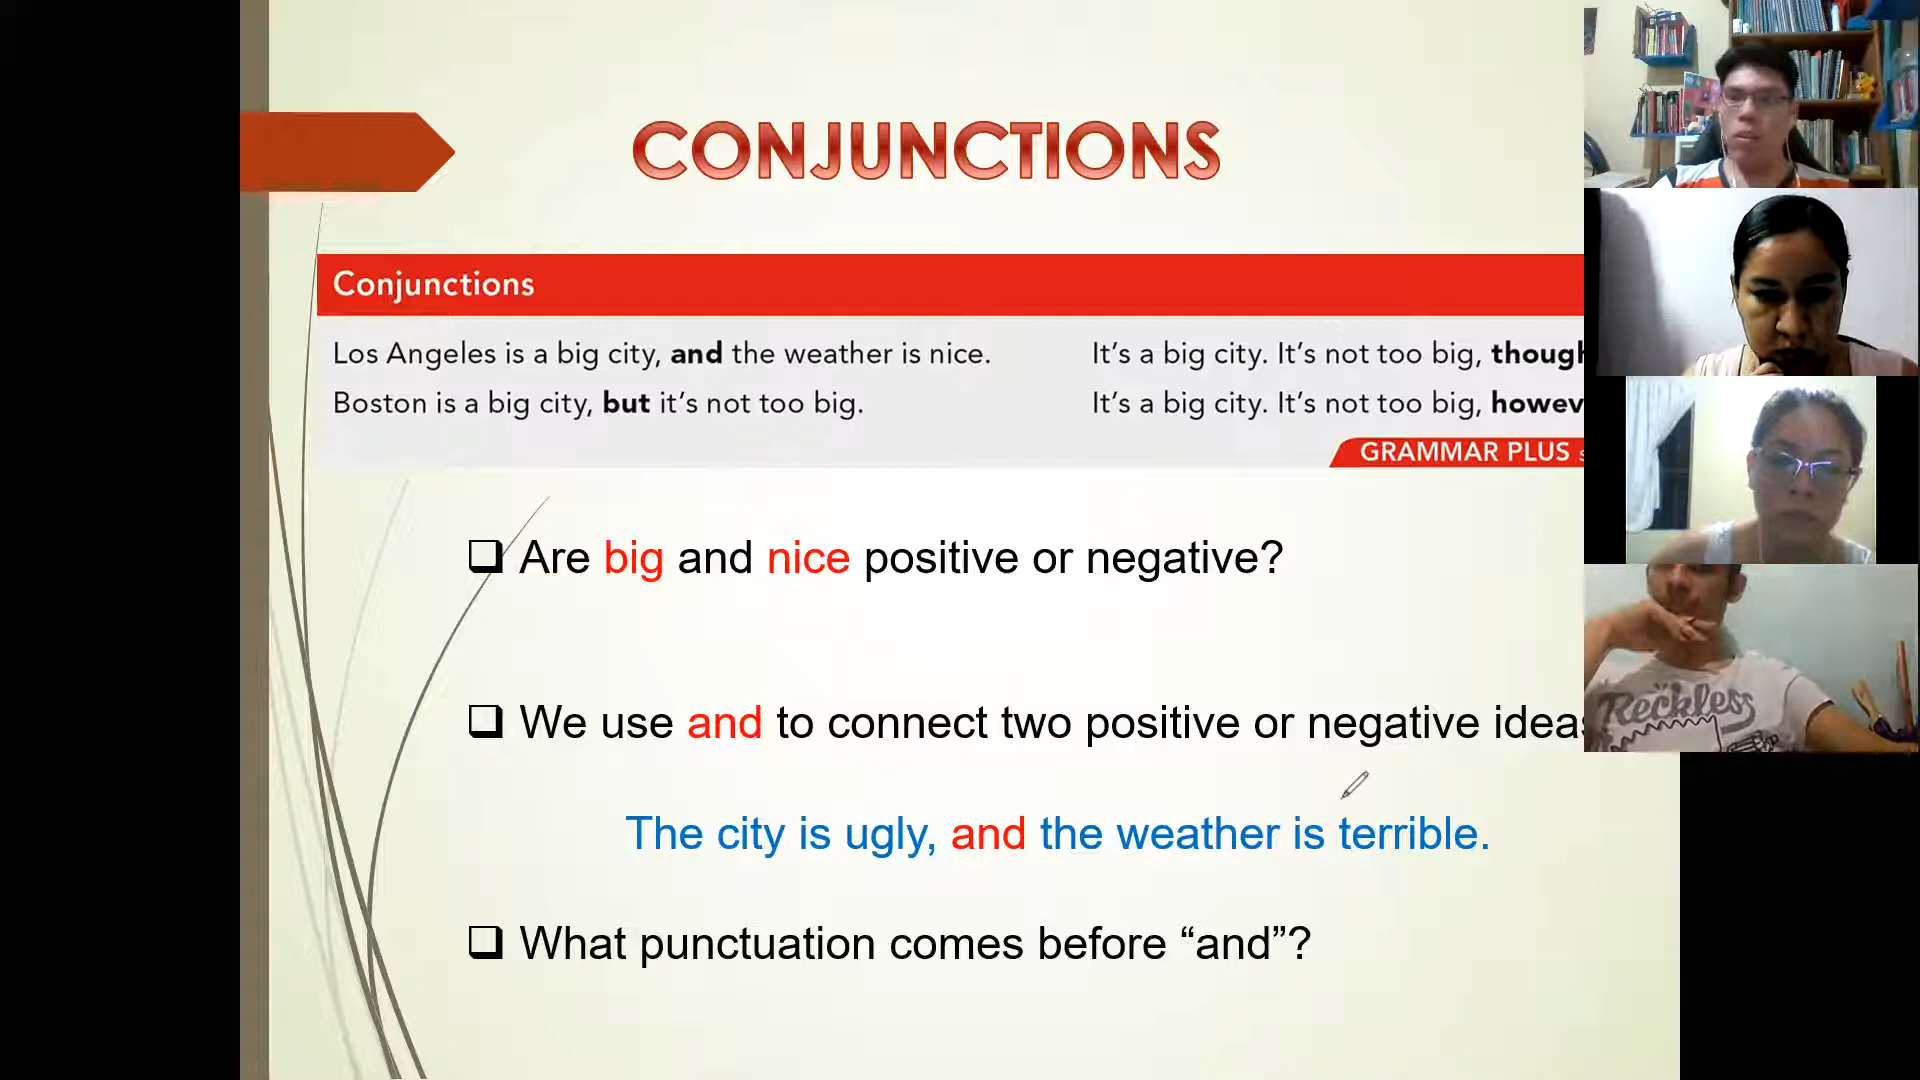 CONJUNCTIONS
Conjunctions
Los Angeles is a big city, and the weather is nice.
Boston is a big city, but it's not too big.
It's a big city. It's not too big,
It's a big city. It's not too big,
GRAMMAR PLUS
❑ Are big and nice positive or negative?
❑ We use and to connect two positive or negative
The city is ugly, and the weather is terrible.
❑ What punctuation comes before “and”?
Reckless